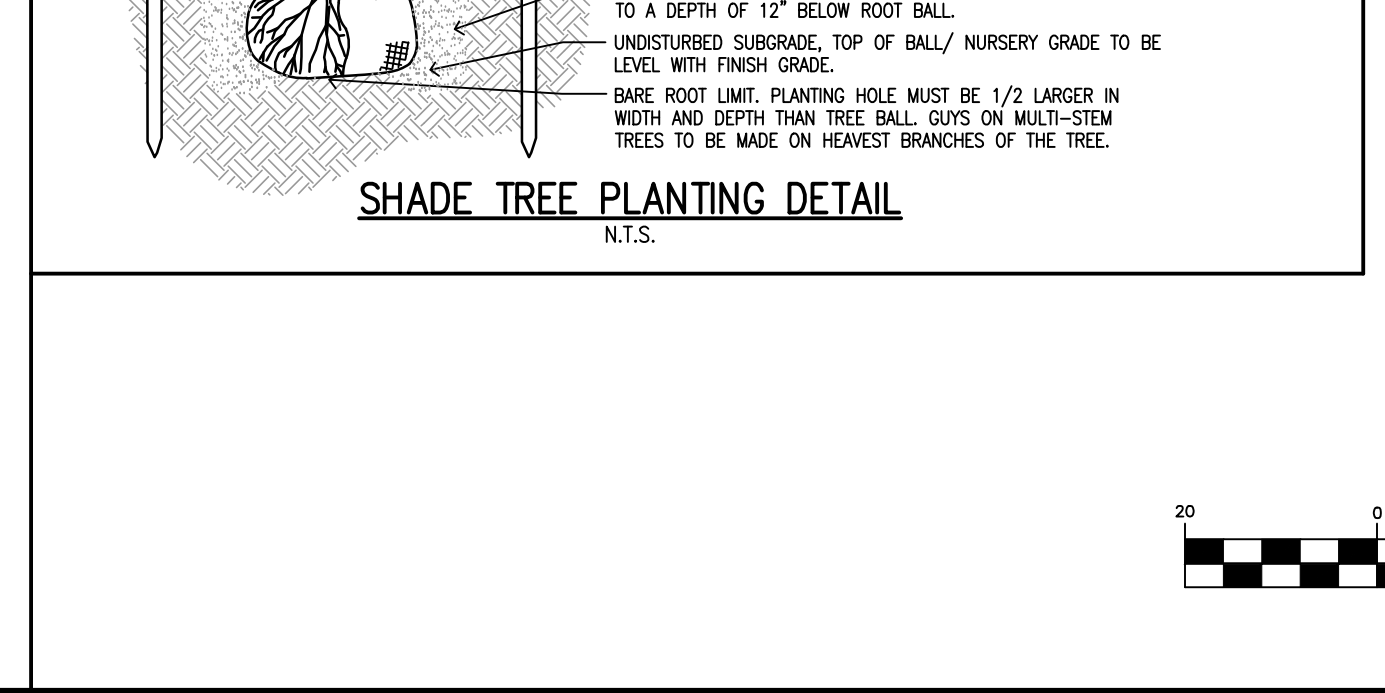 TO A DEPTH OF 12” BELOW ROOT BALL.
UNDISTURBED SUBGRADE, TOP OF BALL/ NURSERY GRADE TO BE
LEVEL WITH FINISH GRADE.
BARE ROOT LIMIT. PLANTING HOLE MUST BE 1/2 LARGER IN
WIDTH AND DEPTH THAN TREE BALL. GUYS ON MULTI-STEM
TREES TO BE MADE ON HEAVEST BRANCHES OF THE TREE.
SHADE TREE PLANTING DETAIL
N.T.S.
20 0